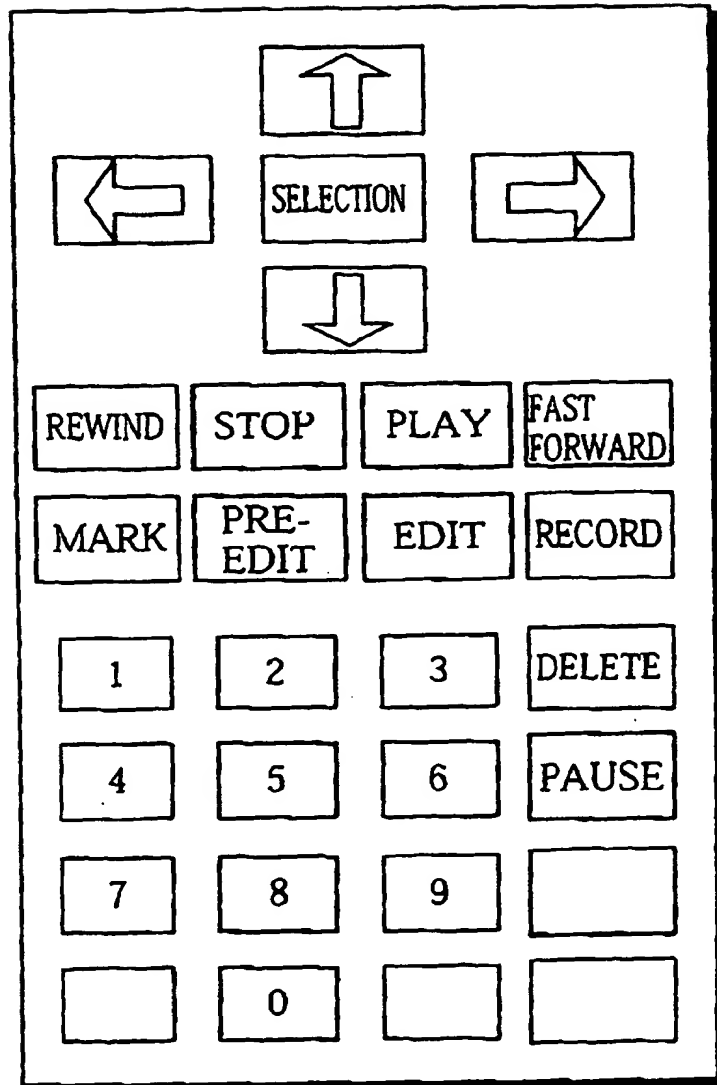 SELECTION
REWIND STOP PLAY FAST
FORWARD
MARK PRE-
EDIT EDIT RECORD
1 2 3 DELETE
4 5 6 PAUSE
7 8 9
0